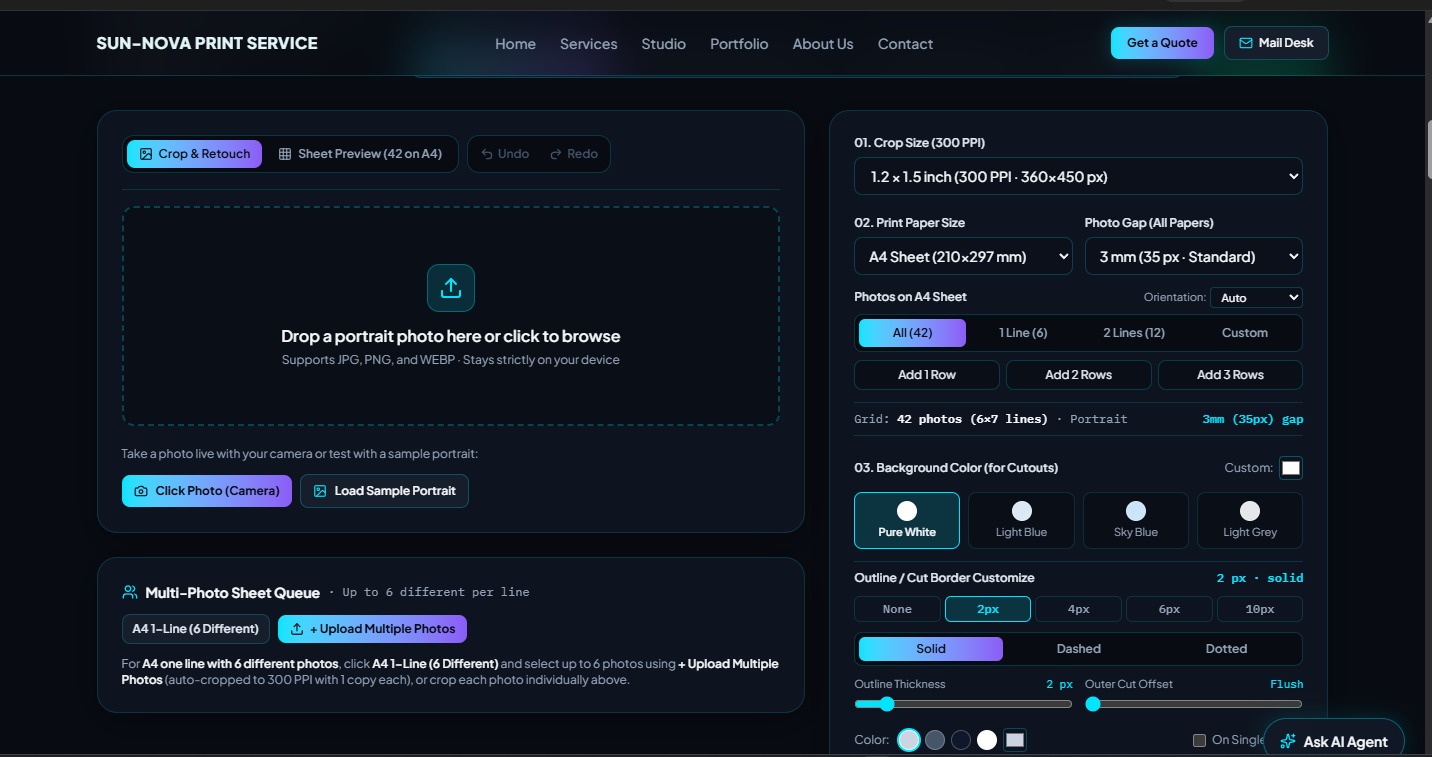 SUN-NOVA PRINT SERVICE
Home Services Studio Portfolio About Us Contact
Get a Quote
Mail Desk
Crop & Retouch
Sheet Preview (42 on A4)
Undo Redo
Drop a portrait photo here or click to browse
Supports JPG, PNG, and WEBP · Stays strictly on your device
Take a photo live with your camera or test with a sample portrait:
Click Photo (Camera)
Load Sample Portrait
Multi-Photo Sheet Queue · Up to 6 different per line
A4 1-Line (6 Different)
+ Upload Multiple Photos
For A4 one line with 6 different photos, click A4 1-Line (6 Different) and select up to 6 photos using + Upload Multiple
Photos (auto-cropped to 300 PPI with 1 copy each), or crop each photo individually above.
01. Crop Size (300 PPI)
1.2 × 1.5 inch (300 PPI · 360×450 px)
02. Print Paper Size
Photo Gap (All Papers)
A4 Sheet (210×297 mm)
3 mm (35 px · Standard)
Photos on A4 Sheet
Orientation: Auto
All (42) 1 Line (6) 2 Lines (12) Custom
Add 1 Row Add 2 Rows Add 3 Rows
Grid: 42 photos (6×7 lines) · Portrait 3mm (35px) gap
03. Background Color (for Cutouts) Custom:
Pure White Light Blue Sky Blue Light Grey
Outline / Cut Border Customize 2 px · solid
None 2px 4px 6px 10px
Solid Dashed Dotted
Outline Thickness 2 px Outer Cut Offset Flush
Color: On Single
Ask AI Agent